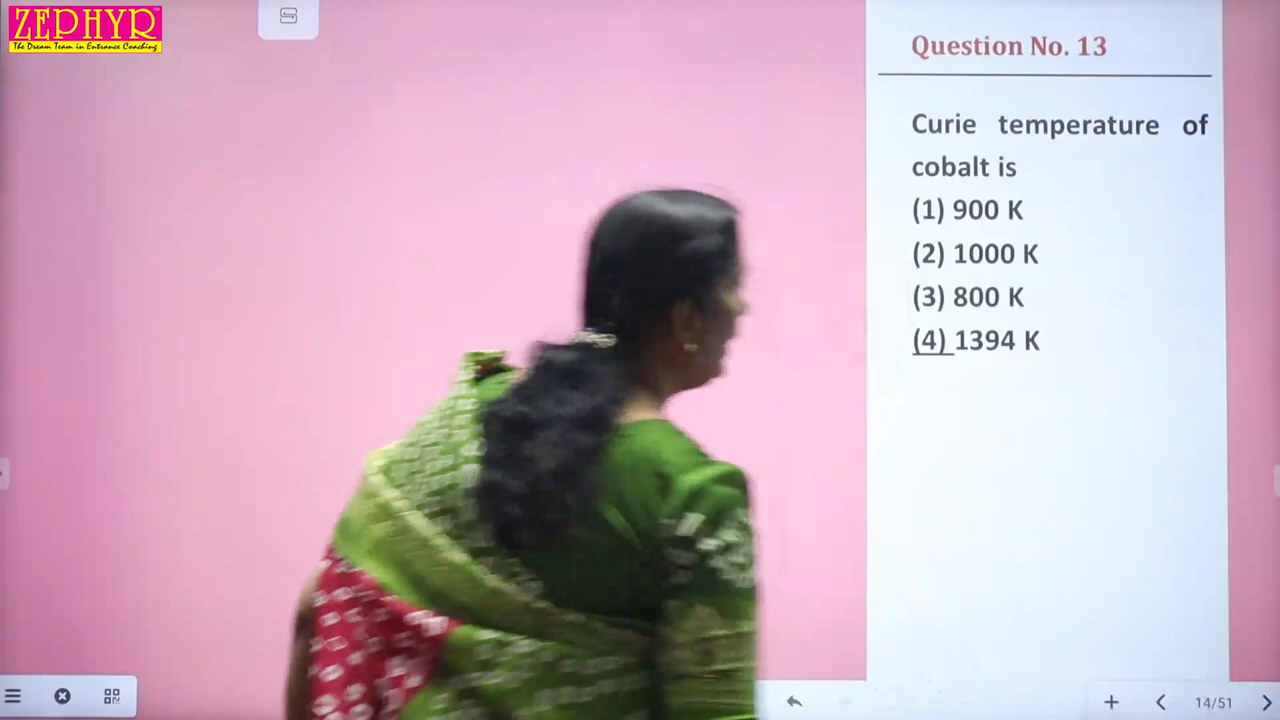 ZEPHYR™
The Dream Team in Entrance Coaching
Question No. 13
Curie temperature of
cobalt is
(1) 900 K
(2) 1000 K
(3) 800 K
(4) 1394 K
14/51